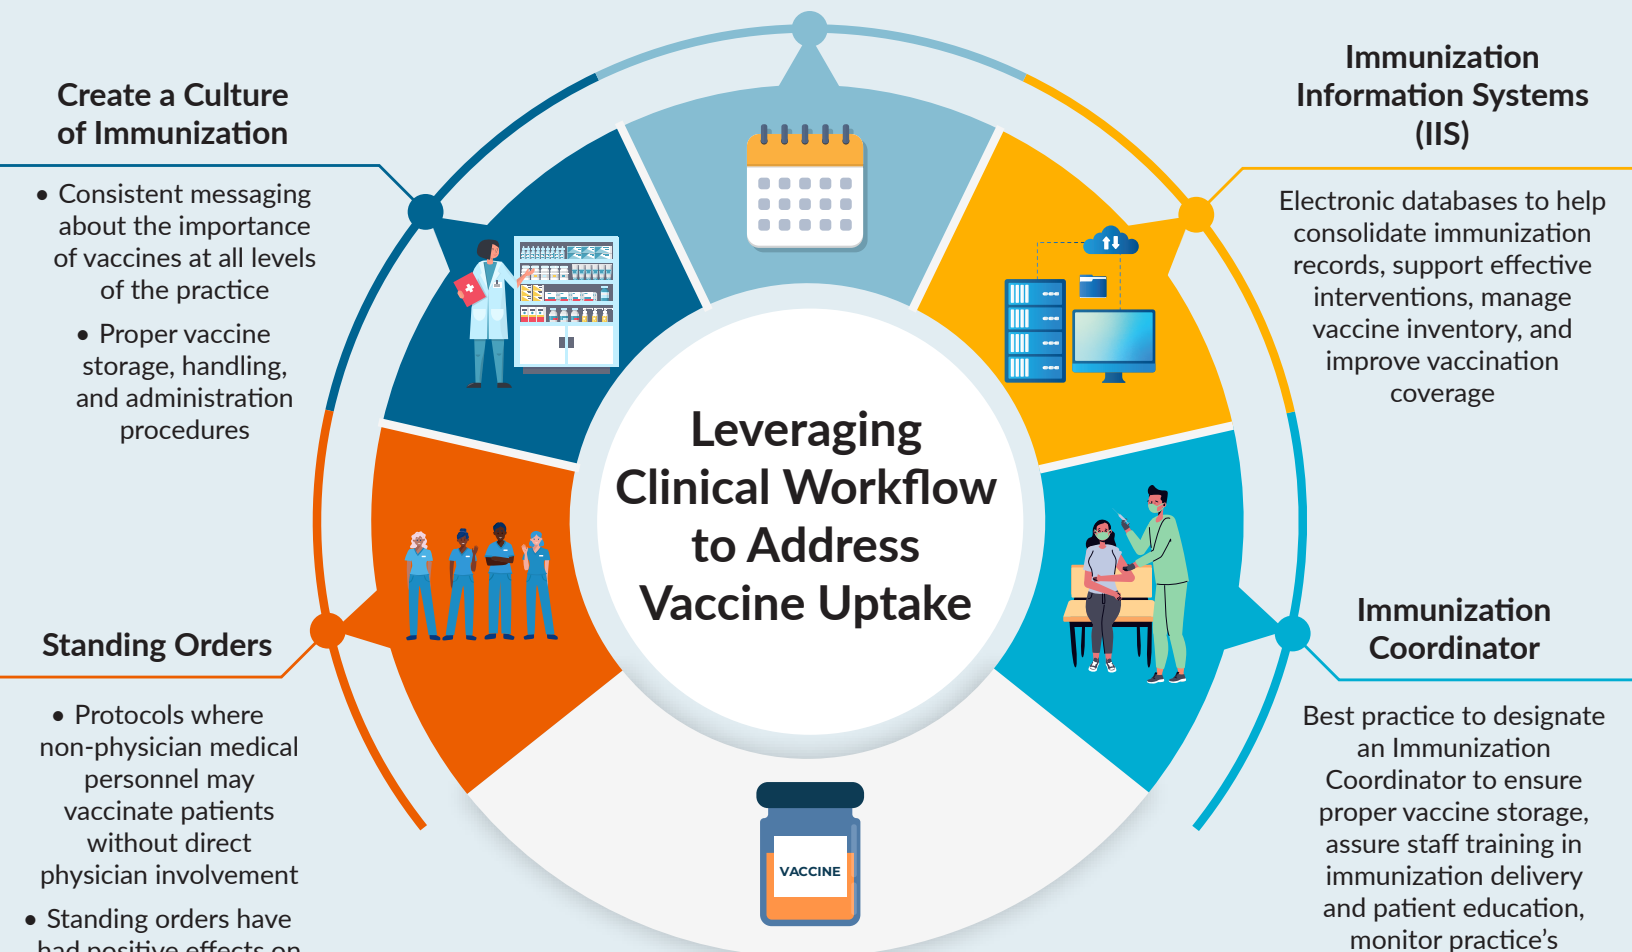 Create a Culture
of Immunization
• Consistent messaging
about the importance
of vaccines at all levels
of the practice
• Proper vaccine
storage, handling,
and administration
procedures
Standing Orders
• Protocols where
non-physician medical
personnel may
vaccinate patients
without direct
physician involvement
• Standing orders have
had positive effects on
Leveraging
Clinical Workflow
to Address
Vaccine Uptake
VACCINE
Immunization
Information Systems
(IIS)
Electronic databases to help
consolidate immunization
records, support effective
interventions, manage
vaccine inventory, and
improve vaccination
coverage
Immunization
Coordinator
Best practice to designate
an Immunization
Coordinator to ensure
proper vaccine storage,
assure staff training in
immunization delivery
and patient education,
monitor practice's